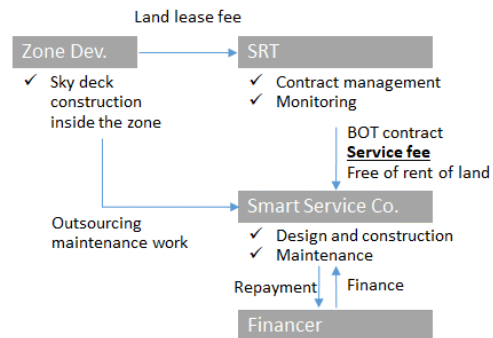 Land lease fee
Zone Dev.
SRT
✓ Sky deck
construction
inside the zone
✓ Contract management
✓ Monitoring
BOT contract
Service fee
Free of rent of land
Smart Service Co.
Outsourcing
maintenance work
✓ Design and construction
✓ Maintenance
Repayment
Finance
Financer